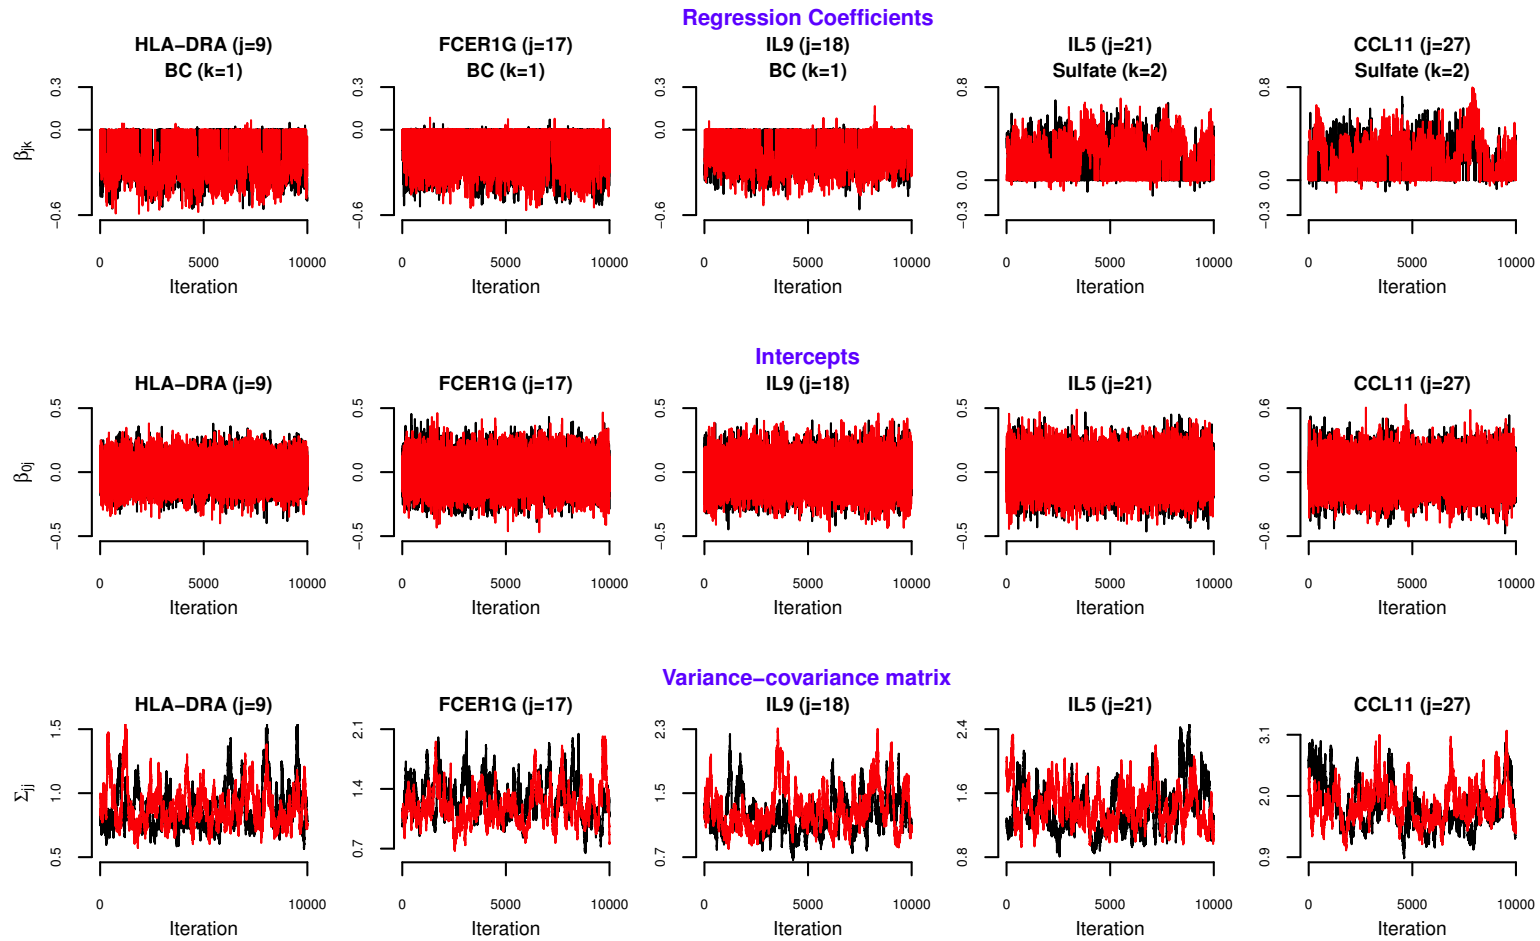 Regression Coefficients
HLA−DRA (j=9)
BC (k=1)
FCER1G (j=17)
BC (k=1)
IL9 (j=18)
BC (k=1)
IL5 (j=21)
Sulfate (k=2)
CCL11 (j=27)
Sulfate (k=2)
βjk
0.3
0.0
−0.6
0.3
0.0
−0.6
0.3
0.0
−0.6
0.8
0.0
−0.3
0.8
0.0
−0.3
0 5000 10000
0 5000 10000
0 5000 10000
0 5000 10000
0 5000 10000
Iteration
Iteration
Iteration
Iteration
Iteration
Intercepts
HLA−DRA (j=9)
FCER1G (j=17)
IL9 (j=18)
IL5 (j=21)
CCL11 (j=27)
β0j
0.5
0.0
−0.5
0.5
0.0
−0.5
0.5
0.0
−0.5
0.5
0.0
−0.5
0.6
0.0
−0.6
0 5000 10000
0 5000 10000
0 5000 10000
0 5000 10000
0 5000 10000
Iteration
Iteration
Iteration
Iteration
Iteration
Variance−covariance matrix
HLA−DRA (j=9)
FCER1G (j=17)
IL9 (j=18)
IL5 (j=21)
CCL11 (j=27)
Σjj
1.5
1.0
0.5
2.1
1.4
0.7
2.3
1.5
0.7
2.4
1.6
0.8
3.1
2.0
0.9
0 5000 10000
0 5000 10000
0 5000 10000
0 5000 10000
0 5000 10000
Iteration
Iteration
Iteration
Iteration
Iteration